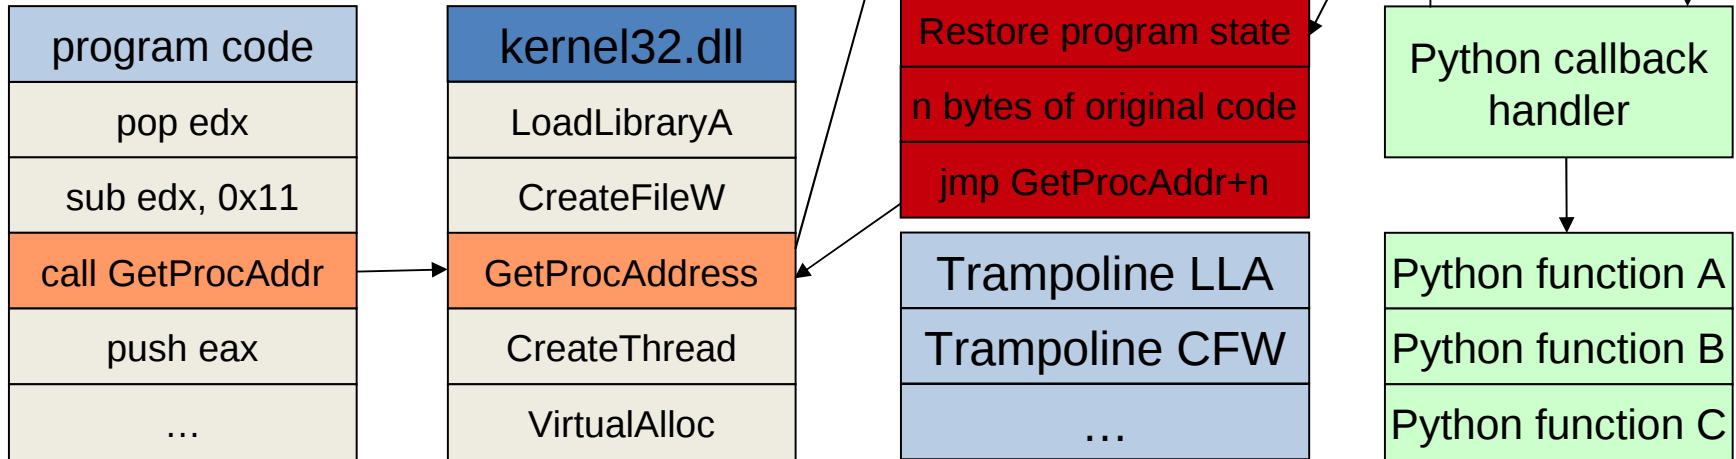 program code
pop edx
sub edx, 0x11
call GetProcAddr
push eax
…
kernel32.dll
LoadLibraryA
CreateFileW
GetProcAddress
CreateThread
VirtualAlloc
Restore program state
n bytes of original code
jmp GetProcAddr+n
Trampoline LLA
Trampoline CFW
…
Python callback
handler
Python function A
Python function B
Python function C